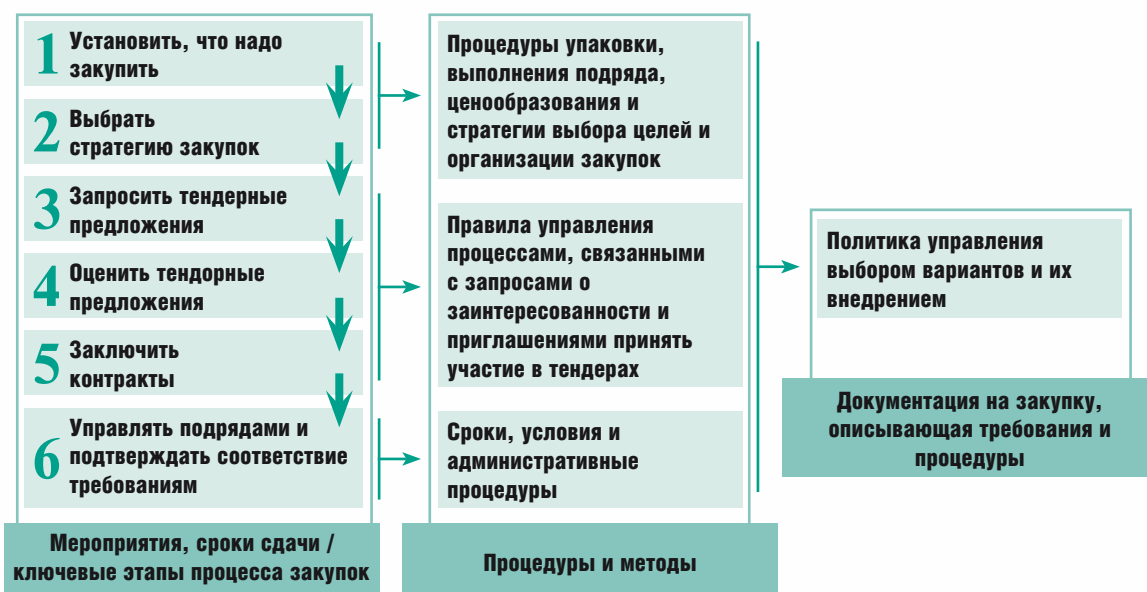 1 Установить, что надо
закупить
2 Выбрать
стратегию закупок
3 Запросить тендерные
предложения
4 Оценить тендорные
предложения
5 Заключить
контракты
6 Управлять подрядами и
подтверждать соответствие
требованиям
Мероприятия, сроки сдачи /
ключевые этапы процесса закупок
Процедуры упаковки,
выполнения подряда,
ценообразования и
стратегии выбора целей и
организации закупок
Правила управления
процессами, связанными
с запросами о
заинтересованности и
приглашениями принять
участие в тендерах
Сроки, условия и
административные
процедуры
Процедуры и методы
Политика управления
выбором вариантов и их
внедрением
Документация на закупку,
описывающая требования и
процедуры